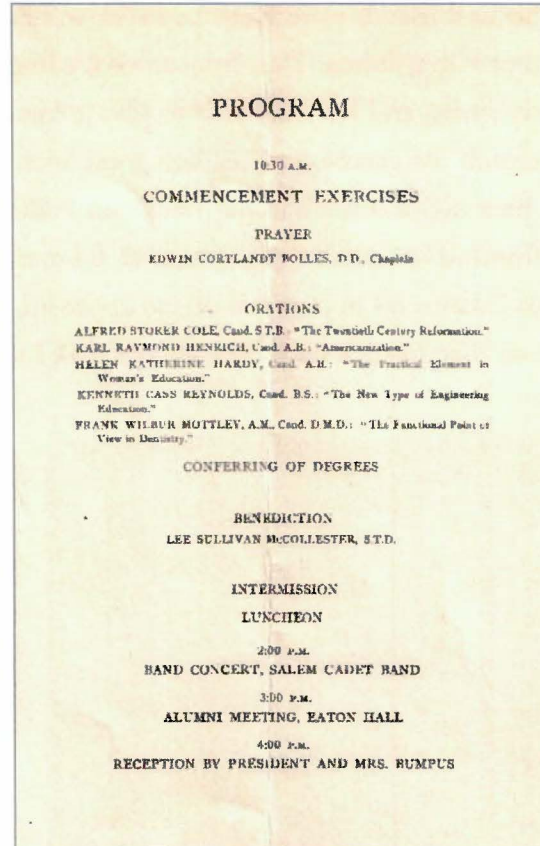 PROGRAM
10:30 A.M.
COMMENCEMENT EXERCISES
PRAYER
EDWIN CORTLANDT BOLLES, D.D., Chaplain
ORATIONS
ALFRED STORER COLE, Cand. S.T.B. "The Twentieth Century Reformation."
KARL RAYMOND HENRICH, Cand. A.B.: "Americanization."
HELEN KATHERINE HARDY, Cand. A.B.: "The Practical Element in
Woman's Education."
KENNETH CASS REYNOLDS, Cand. B.S.: "The New Type of Engineering
Education."
FRANK WILBUR MOTTLEY, A.M., Cand. D.M.D.: "The Functional Point of
View in Dentistry."
CONFERRING OF DEGREES
BENEDICTION
LEE SULLIVAN McCOLLESTER, S.T.D.
INTERMISSION
LUNCHEON
2:00 P.M.
BAND CONCERT, SALEM CADET BAND
3:00 P.M.
ALUMNI MEETING, EATON HALL
4:00 P.M.
RECEPTION BY PRESIDENT AND MRS. BUMPUS